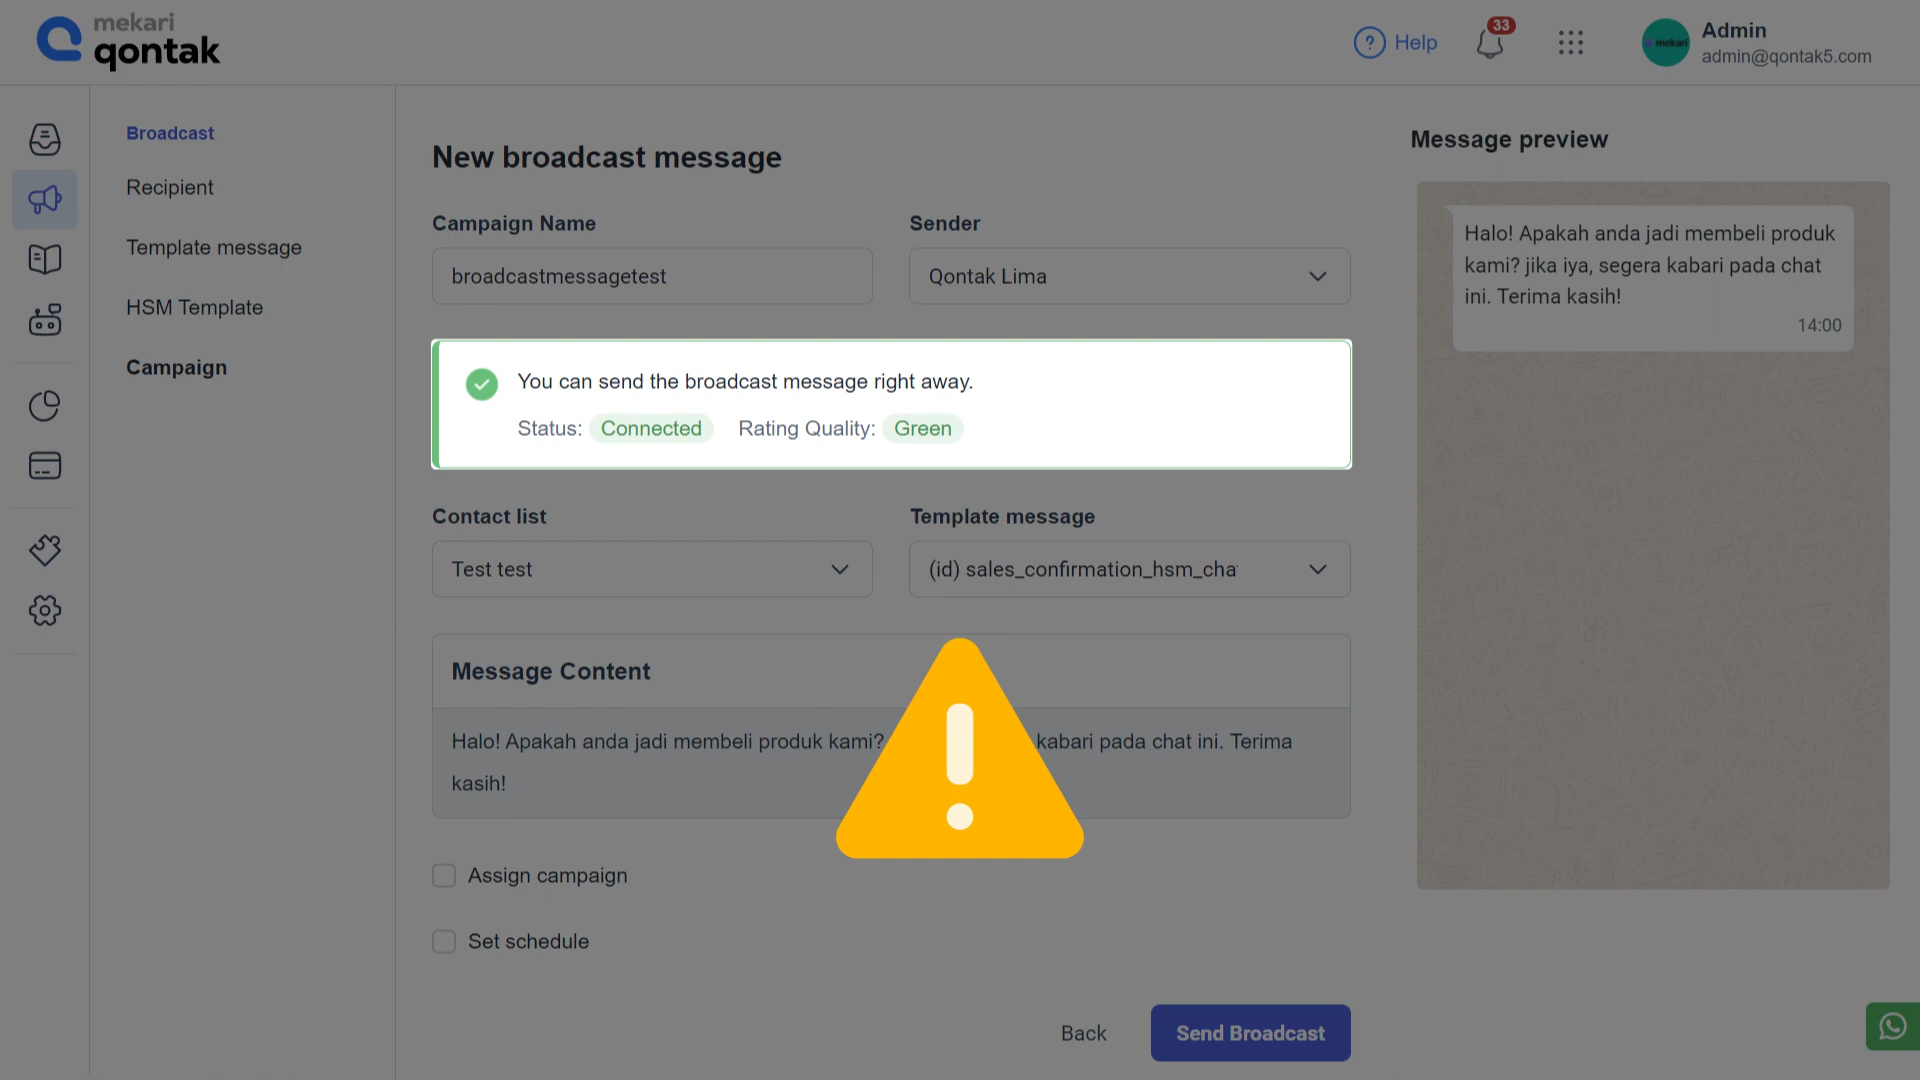 mekari
qontak
Help
33
mekari
Admin
admin@qontak5.com
Broadcast
Recipient
Template message
HSM Template
Campaign
New broadcast message
Campaign Name
Sender
broadcastmessagetest
Qontak Lima
You can send the broadcast message right away.
Status: Connected Rating Quality: Green
Contact list
Template message
Test test
(id) sales_confirmation_hsm_cha
Message Content
Halo! Apakah anda jadi membeli produk kami? kabari pada chat ini. Terima
kasih!
Assign campaign
Set schedule
Back
Send Broadcast
Message preview
Halo! Apakah anda jadi membeli produk
kami? jika iya, segera kabari pada chat
ini. Terima kasih!
14:00